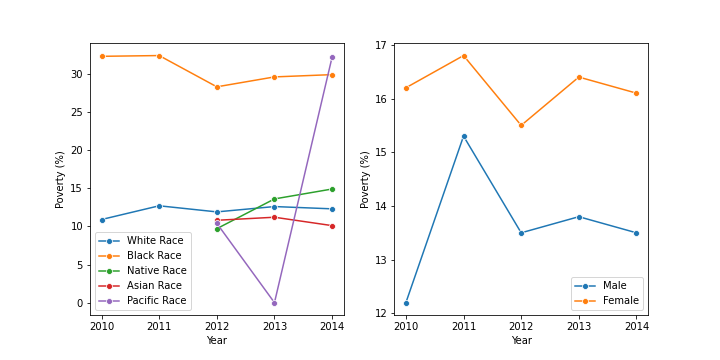 Poverty (%)
30
25
20
15
10
5
0
White Race
Black Race
Native Race
Asian Race
Pacific Race
2010 2011 2012 2013 2014
Year
Poverty (%)
17
16
15
14
13
12
Male
Female
2010 2011 2012 2013 2014
Year